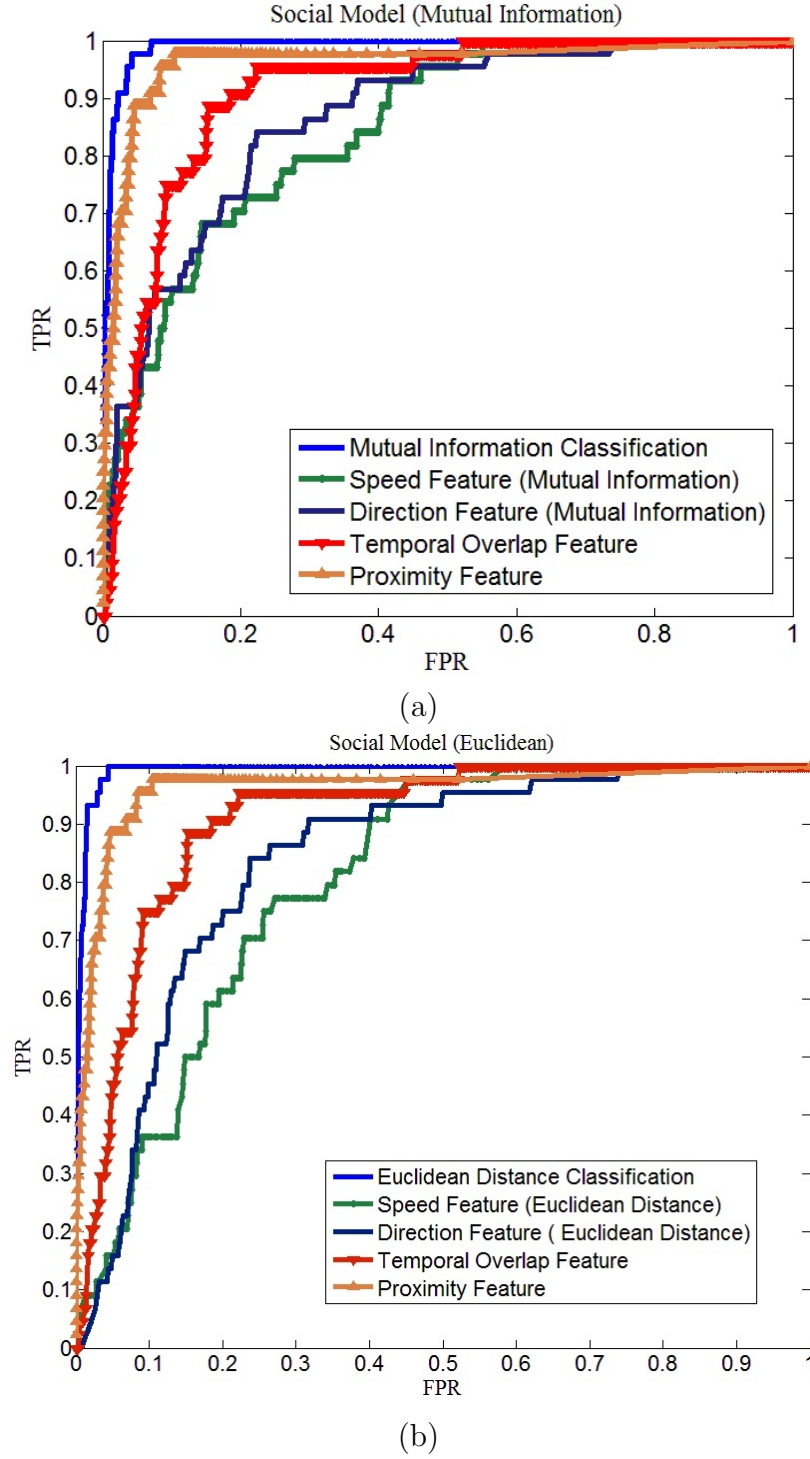 Social Model (Mutual Information)
1
0.9
0.8
0.7
0.6
0.5
0.4
0.3
0.2
0.1
0
TPR
Mutual Information Classification
Speed Feature (Mutual Information)
Direction Feature (Mutual Information)
Temporal Overlap Feature
Proximity Feature
0 0.2 0.4 0.6 0.8 1
FPR
(a)
Social Model (Euclidean)
1
0.9
0.8
0.7
0.6
0.5
0.4
0.3
0.2
0.1
0
TPR
Euclidean Distance Classification
Speed Feature (Euclidean Distance)
Direction Feature ( Euclidean Distance)
Temporal Overlap Feature
Proximity Feature
0 0.1 0.2 0.3 0.4 0.5 0.6 0.7 0.8 0.9 1
FPR
(b)